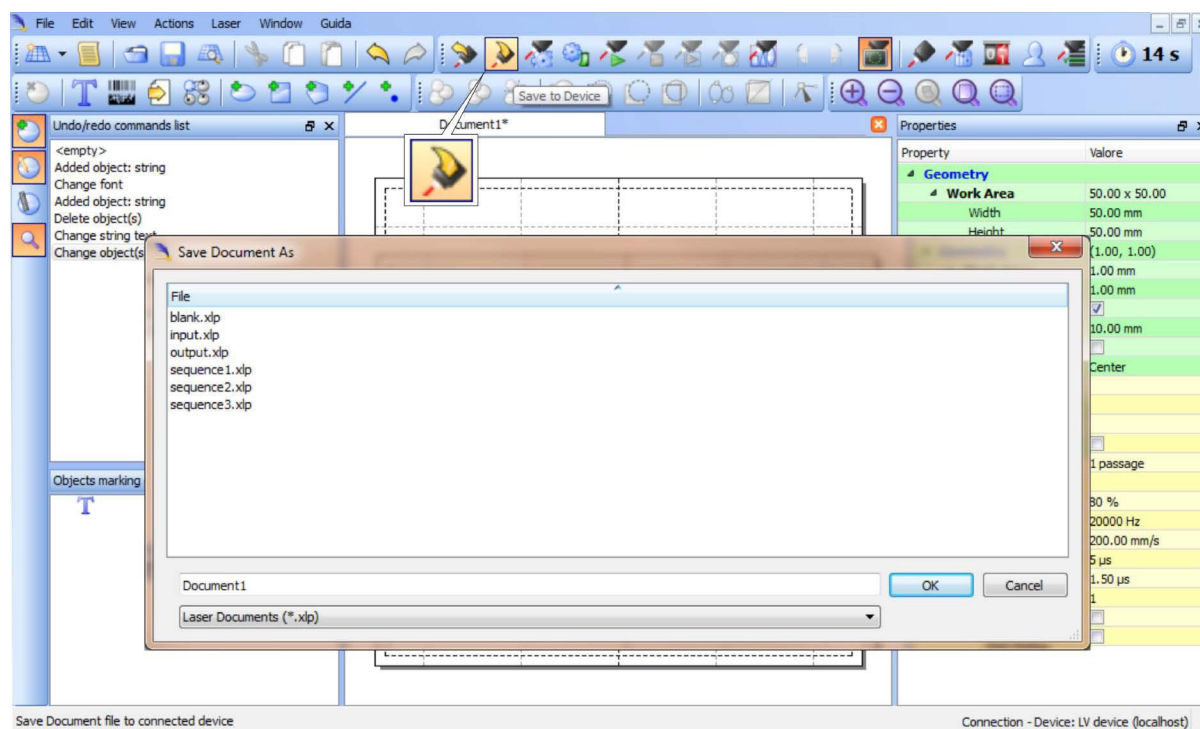 File Edit View Actions Laser Window Guida
14 s
Save to Device
Undo/redo commands list
Document1*
Properties
<empty>
Added object: string
Change font
Added object: string
Delete object(s)
Change string text
Change object(s
Property Valore
Geometry
Work Area 50.00 x 50.00
Width 50.00 mm
Height 50.00 mm
(1.00, 1.00)
1.00 mm
1.00 mm
10.00 mm
Center
1 passage
80 %
20000 Hz
200.00 mm/s
5 µs
1.50 µs
1
Save Document As
File
blank.xlp
input.xlp
output.xlp
sequence1.xlp
sequence2.xlp
sequence3.xlp
Document1
OK Cancel
Laser Documents (*.xlp)
Objects marking
T
Save Document file to connected device
Connection - Device: LV device (localhost)